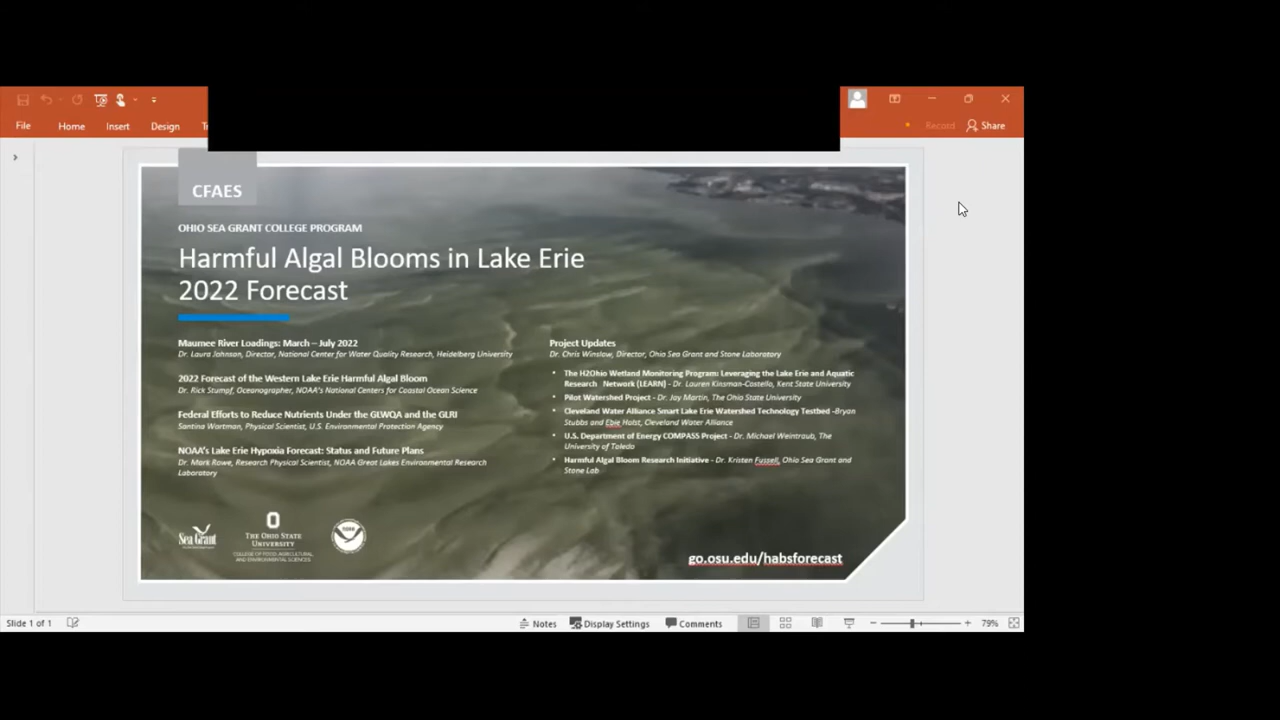 File Home Insert Design
Record Share
CFAES
OHIO SEA GRANT COLLEGE PROGRAM
Harmful Algal Blooms in Lake Erie
2022 Forecast
Maumee River Loadings: March – July 2022
Dr. Laura Johnson, Director, National Center for Water Quality Research, Heidelberg University
2022 Forecast of the Western Lake Erie Harmful Algal Bloom
Dr. Rick Stumpf, Oceanographer, NOAA's National Centers for Coastal Ocean Science
Federal Efforts to Reduce Nutrients Under the GLWQA and the GLRI
Santina Wortman, Physical Scientist, U.S. Environmental Protection Agency
NOAA's Lake Erie Hypoxia Forecast: Status and Future Plans
Dr. Mark Rowe, Research Physical Scientist, NOAA Great Lakes Environmental Research
Laboratory
Project Updates
Dr. Chris Winslow, Director, Ohio Sea Grant and Stone Laboratory
• The H2Ohio Wetland Monitoring Program: Leveraging the Lake Erie and Aquatic
Research Network (LEARN) - Dr. Lauren Kinsman-Costello, Kent State University
• Pilot Watershed Project - Dr. Jay Martin, The Ohio State University
• Cleveland Water Alliance Smart Lake Erie Watershed Technology Testbed -Bryan
Stubbs and Ebie Holst, Cleveland Water Alliance
• U.S. Department of Energy COMPASS Project - Dr. Michael Weintraub, The
University of Toledo
• Harmful Algal Bloom Research Initiative - Dr. Kristen Fussell, Ohio Sea Grant and
Stone Lab
Sea Grant
THE OHIO STATE
UNIVERSITY
COLLEGE OF FOOD, AGRICULTURAL,
AND ENVIRONMENTAL SCIENCES
go.osu.edu/habsforecast
Slide 1 of 1 Notes Display Settings Comments 79%